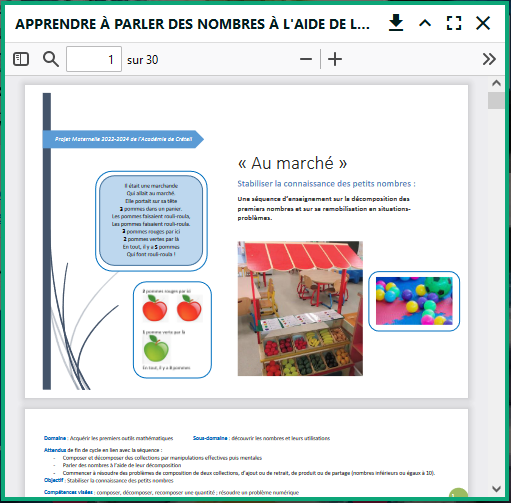 APPRENDRE À PARLER DES NOMBRES À L'AIDE DE L...
1 sur 30
Projet Maternelle 2023-2024 de l'Académie de Créteil
« Au marché »
Stabiliser la connaissance des petits nombres :
Une séquence d'enseignement sur la décomposition des
premiers nombres et sur sa remobilisation en situations-
problèmes.
Il était une marchande
Qui allait au marché.
Elle portait sur sa tête
3 pommes dans un panier.
Les pommes faisaient rouli-roula,
Les pommes faisaient rouli-roula.
3 pommes rouges par ici
2 pommes vertes par là
En tout, il y a 5 pommes
Qui font rouli-roula !
2 pommes rouges par ici
1 pomme verte par là
En tout, il y a 3 pommes
Domaine : Acquérir les premiers outils mathématiques Sous-domaine : découvrir les nombres et leurs utilisations
Attendus de fin de cycle en lien avec la séquence :
- Composer et décomposer des collections par manipulations effectives puis mentales
- Parler des nombres à l'aide de leur décomposition
- Commencer à résoudre des problèmes de composition de deux collections, d'ajout ou de retrait, de produit ou de partage (nombres inférieurs ou égaux à 10).
Objectif : Stabiliser la connaissance des petits nombres
Compétences visées : composer, décomposer, recomposer une quantité ; résoudre un problème numérique